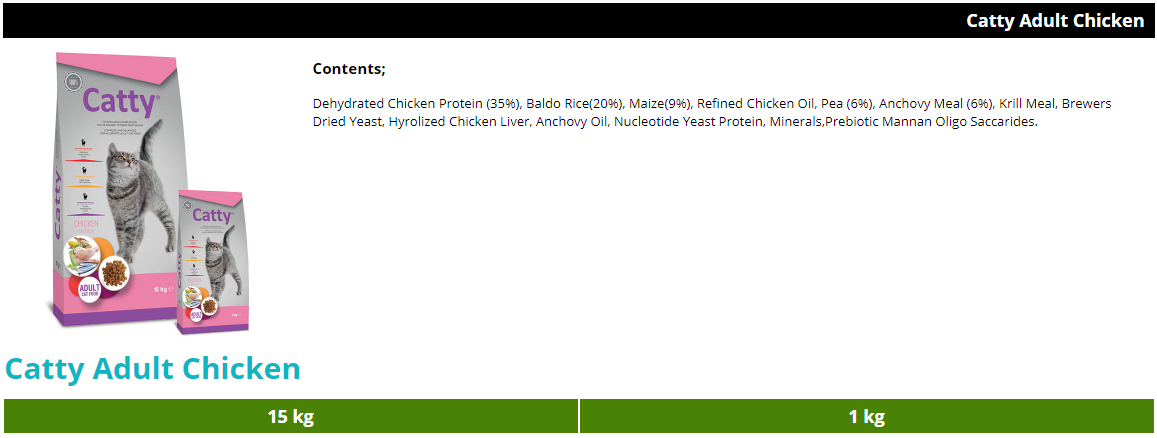 Catty Adult Chicken
Contents;
Dehydrated Chicken Protein (35%), Baldo Rice(20%), Maize(9%), Refined Chicken Oil, Pea (6%), Anchovy Meal (6%), Krill Meal, Brewers
Dried Yeast, Hyrolized Chicken Liver, Anchovy Oil, Nucleotide Yeast Protein, Minerals,Prebiotic Mannan Oligo Saccarides.
Catty
Catty
CHICKEN
ADULT
CAT FOOD
15 kg e
Catty
Catty
ADULT
Catty Adult Chicken
15 kg
1 kg